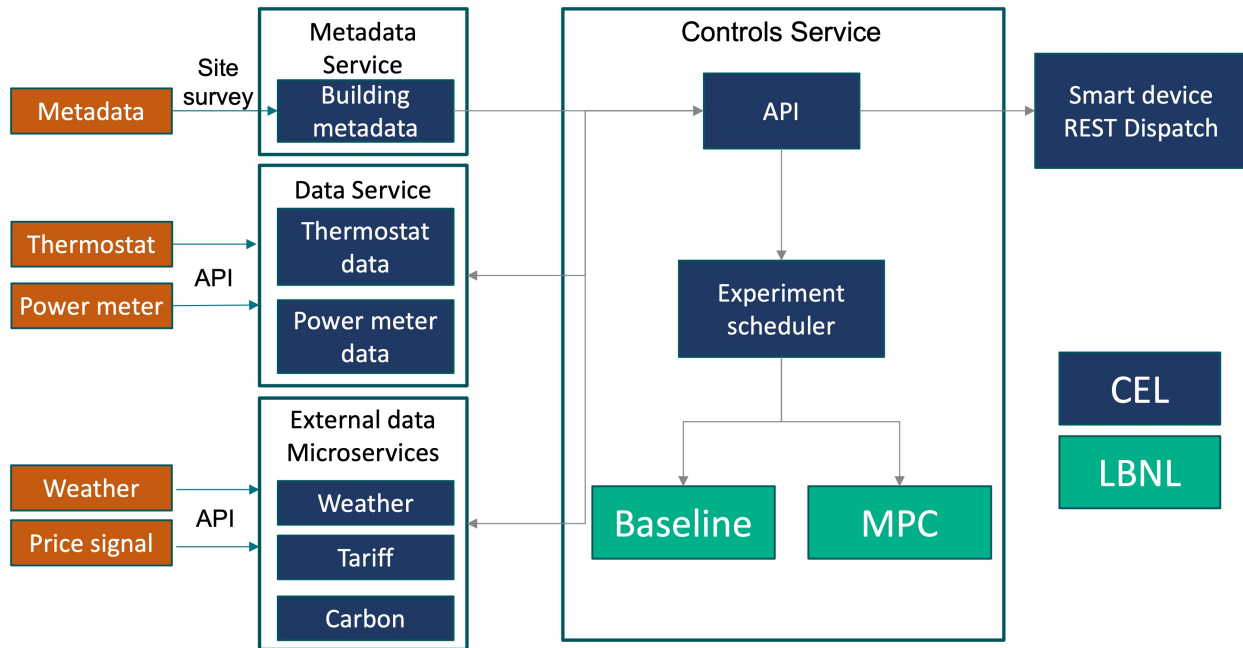 Metadata
Site
survey
Metadata
Service
Building
metadata
Thermostat
Power meter
API
Data Service
Thermostat
data
Power meter
data
Weather
Price signal
API
External data
Microservices
Weather
Tariff
Carbon
Controls Service
API
Experiment
scheduler
Baseline
MPC
Smart device
REST Dispatch
CEL
LBNL